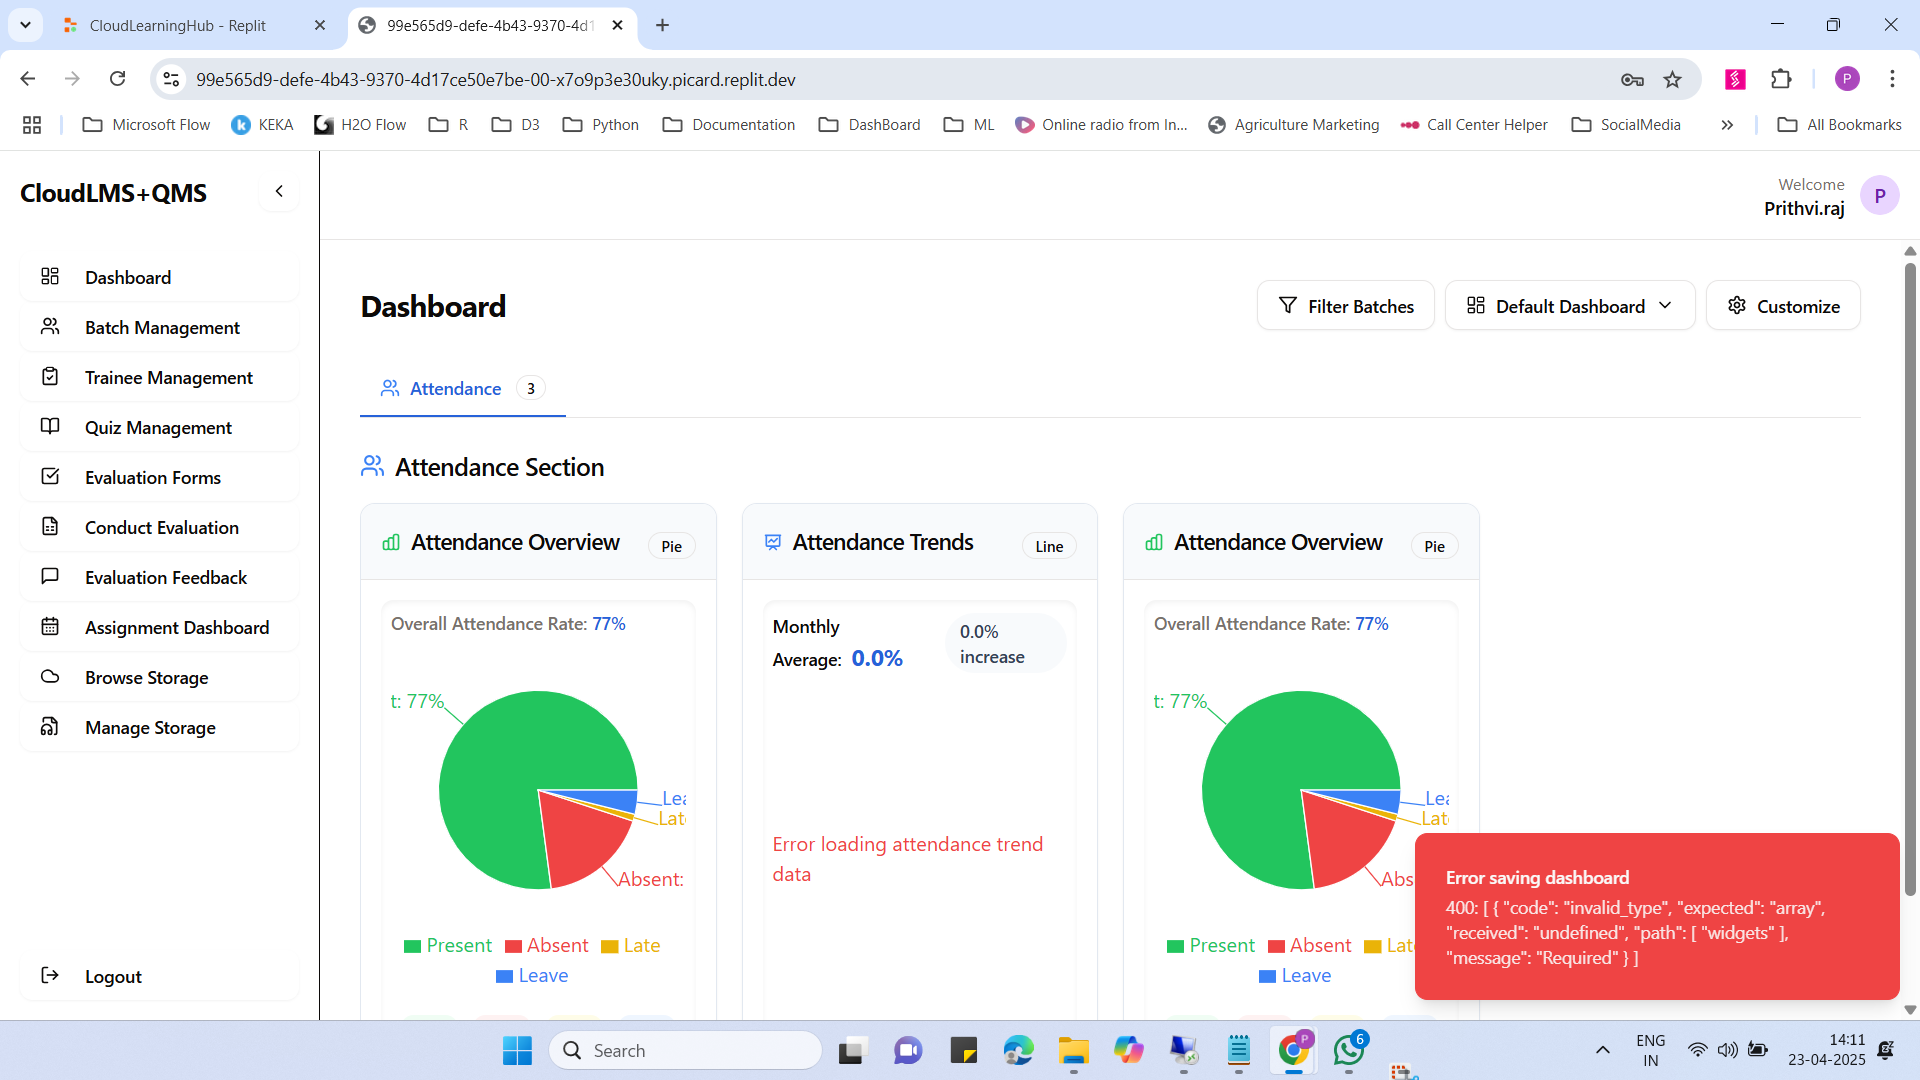 CloudLearningHub - Replit
99e565d9-defe-4b43-9370-4d1
99e565d9-defe-4b43-9370-4d17ce50e7be-00-x7o9p3e30uky.picard.replit.dev
P
Microsoft Flow
KEKA
H2O Flow
R
D3
Python
Documentation
DashBoard
ML
Online radio from In...
Agriculture Marketing
Call Center Helper
SocialMedia
All Bookmarks
CloudLMS+QMS
Welcome
Prithvi.raj
P
Dashboard
Batch Management
Trainee Management
Quiz Management
Evaluation Forms
Conduct Evaluation
Evaluation Feedback
Assignment Dashboard
Browse Storage
Manage Storage
Logout
Dashboard
Filter Batches
Default Dashboard
Customize
Attendance 3
Attendance Section
Attendance Overview
Pie
Overall Attendance Rate: 77%
t: 77%
Lea
Late
Absent:
Present Absent Late
Leave
Attendance Trends
Line
Monthly
Average: 0.0%
0.0%
increase
Error loading attendance trend
data
Attendance Overview
Pie
Overall Attendance Rate: 77%
t: 77%
Lea
Late
Abs
Present Absent Lat
Leave
Error saving dashboard
400: [ { "code": "invalid_type", "expected": "array",
"received": "undefined", "path": [ "widgets" ],
"message": "Required" } ]
Search
P
6
ENG
IN
14:11
23-04-2025